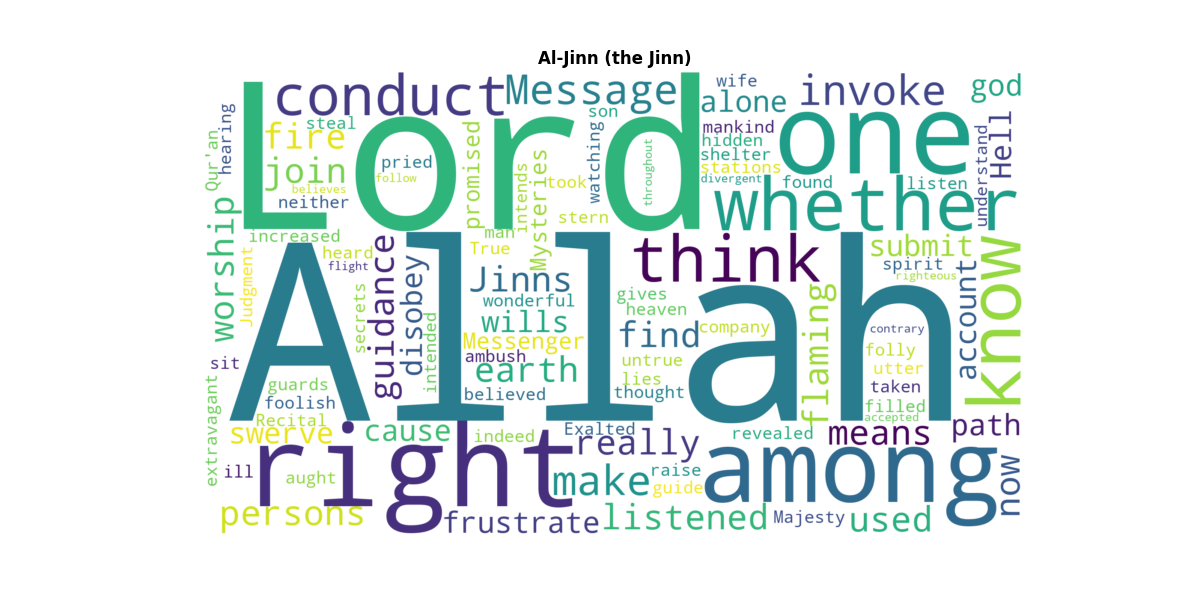 Al-Jinn (the Jinn)
conduct Message wife alone invoke god
Lord son one
hearing steal fire mankind Hell
Qur'an join pried promised watching throughout hidden understand
believes follow Mysteries intends took shelter stations
neither divergent found listen
worship stern whether
increased man True think submit
heard flight guidance disobey Jinns spirit righteous know
Judgment secrets wonderful gives heaven flaming account
Allah
intended wills find company contrary
Messenger untrue folly
sit ambush earth lies utter
guards believed thought taken
extravagant foolish filled
Recital accepted
swerve cause indeed Exalted really revealed means path
right among now
ill aught make raise guide
persons frustrate listened Majesty used